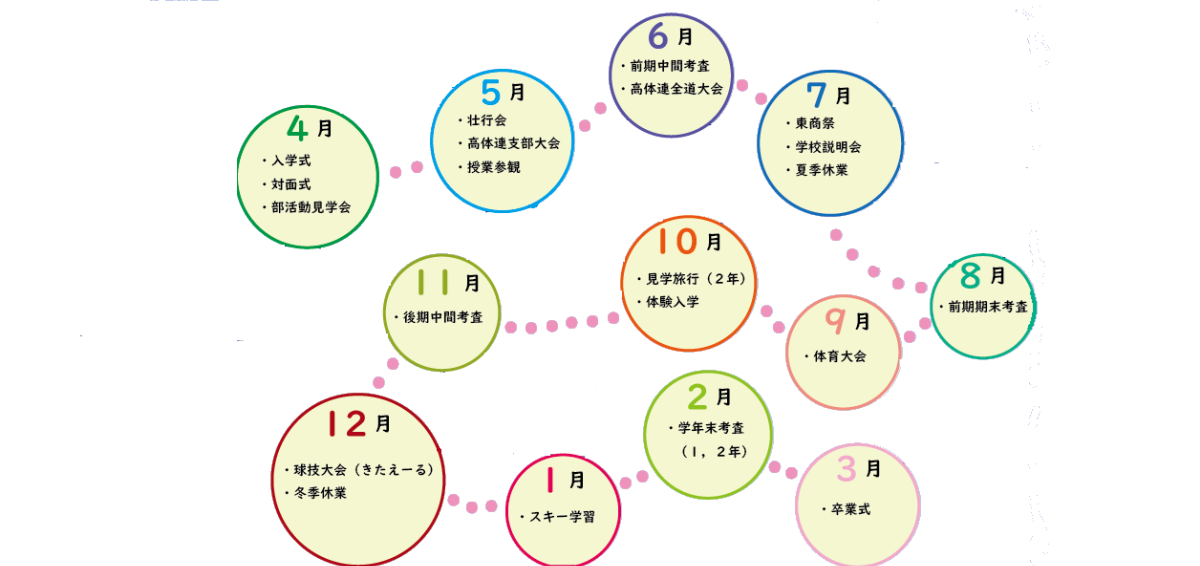 4月
・入学式
・対面式
・部活動見学会
5月
・壮行会
・高体連支部大会
・授業参観
6月
・前期中間考査
・高体連全道大会
7月
・東商祭
・学校説明会
・夏季休業
8月
・前期期末考査
9月
・体育大会
10月
・見学旅行（2年）
・体験入学
11月
・後期中間考査
12月
・球技大会（きたえーる）
・冬季休業
1月
・スキー学習
2月
・学年末考査
（1，2年）
3月
・卒業式